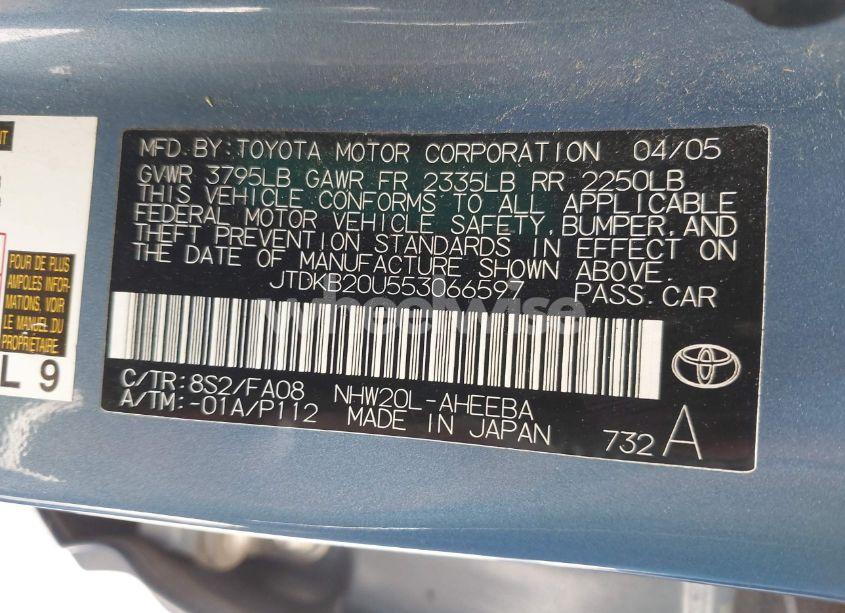 MFD.BY:TOYOTA MOTOR CORPORATION 04/05
GVWR 3795LB GAWR FR 2335LB RR 2250LB
THIS VEHICLE CONFORMS TO ALL APPLICABLE
FEDERAL MOTOR VEHICLE SAFETY,BUMPER,AND
THEFT PREVENTION STANDARDS IN EFFECT ON
THE DATE OF MANUFACTURE SHOWN ABOVE.
JTDKB20U553066597 PASS.CAR
wheelwise
C/TR:8S2/FA08 NHW20L-AHEEBA
A/TM:-01A/P112 MADE IN JAPAN 732 A
POUR DE PLUS
AMPLES INFOR-
MATIONS, VOIR
LE MANUEL DU
PROPRIÉTAIRE.
L 9